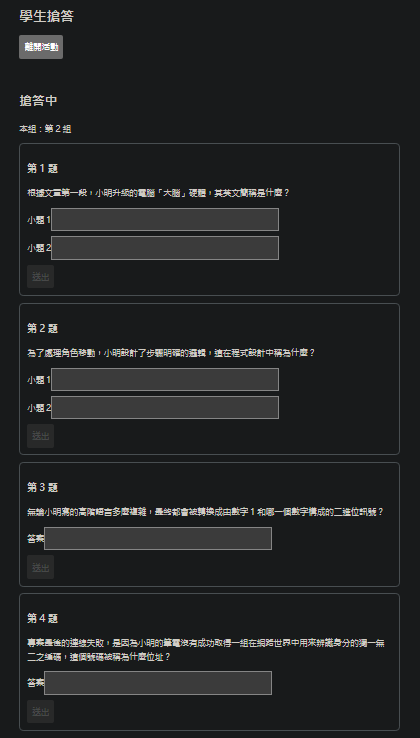 學生搶答
離開活動
搶答中
本組：第 2 組
第 1 題
根據文章第一段，小明升級的電腦「大腦」硬體，其英文簡稱是什麼？
小題 1
小題 2
送出
第 2 題
為了處理角色移動，小明設計了步驟明確的邏輯，這在程式設計中稱為什麼？
小題 1
小題 2
送出
第 3 題
無論小明寫的高階語言多麼複雜，最終都會被轉換成由數字 1 和哪一個數字構成的二進位訊號？
答案
送出
第 4 題
專案最後的連線失敗，是因為小明的筆電沒有成功取得一組在網路世界中用來辨識身分的獨一無
二之編碼，這個號碼被稱為什麼位址？
答案
送出